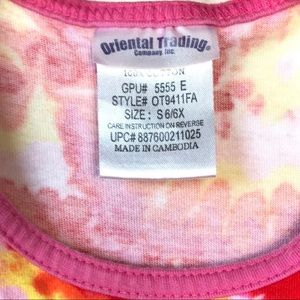 Oriental Trading®
Company, Inc.
100% COTTON
GPU# 5555 E
STYLE# OT9411FA
SIZE : S 6/6X
CARE INSTRUCTION ON REVERSE
UPC# 887600211025
MADE IN CAMBODIA